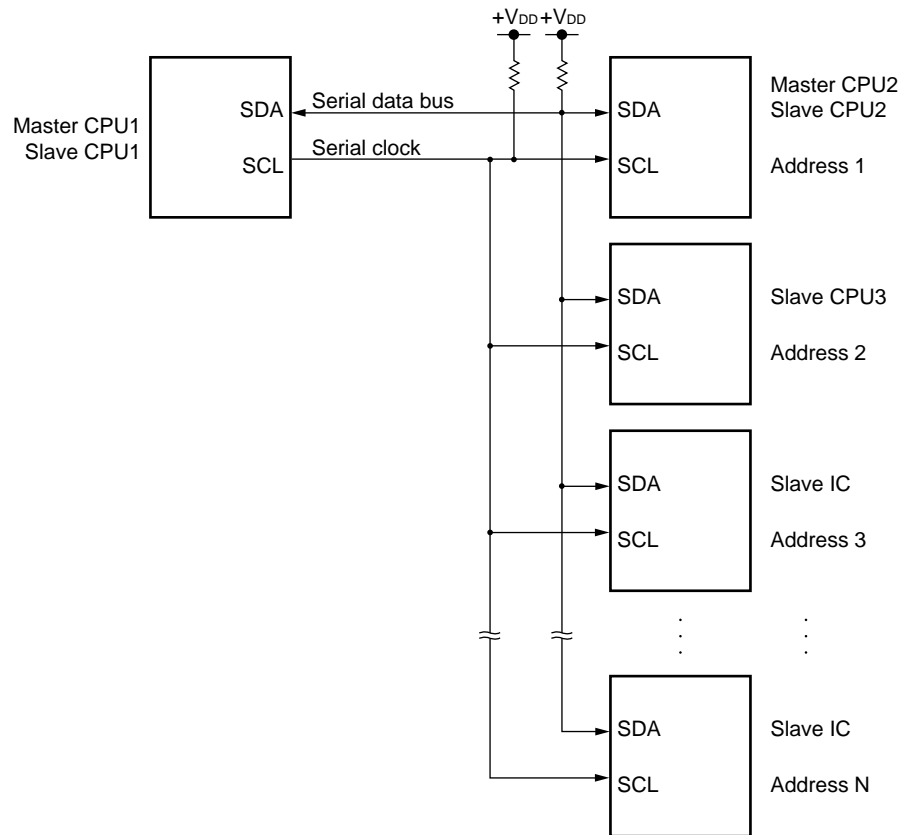 +VDD +VDD
Master CPU1
Slave CPU1
SDA
SCL
Serial data bus
Serial clock
SDA
SCL
Master CPU2
Slave CPU2
Address 1
SDA
SCL
Slave CPU3
Address 2
SDA
SCL
Slave IC
Address 3
SDA
SCL
Slave IC
Address N